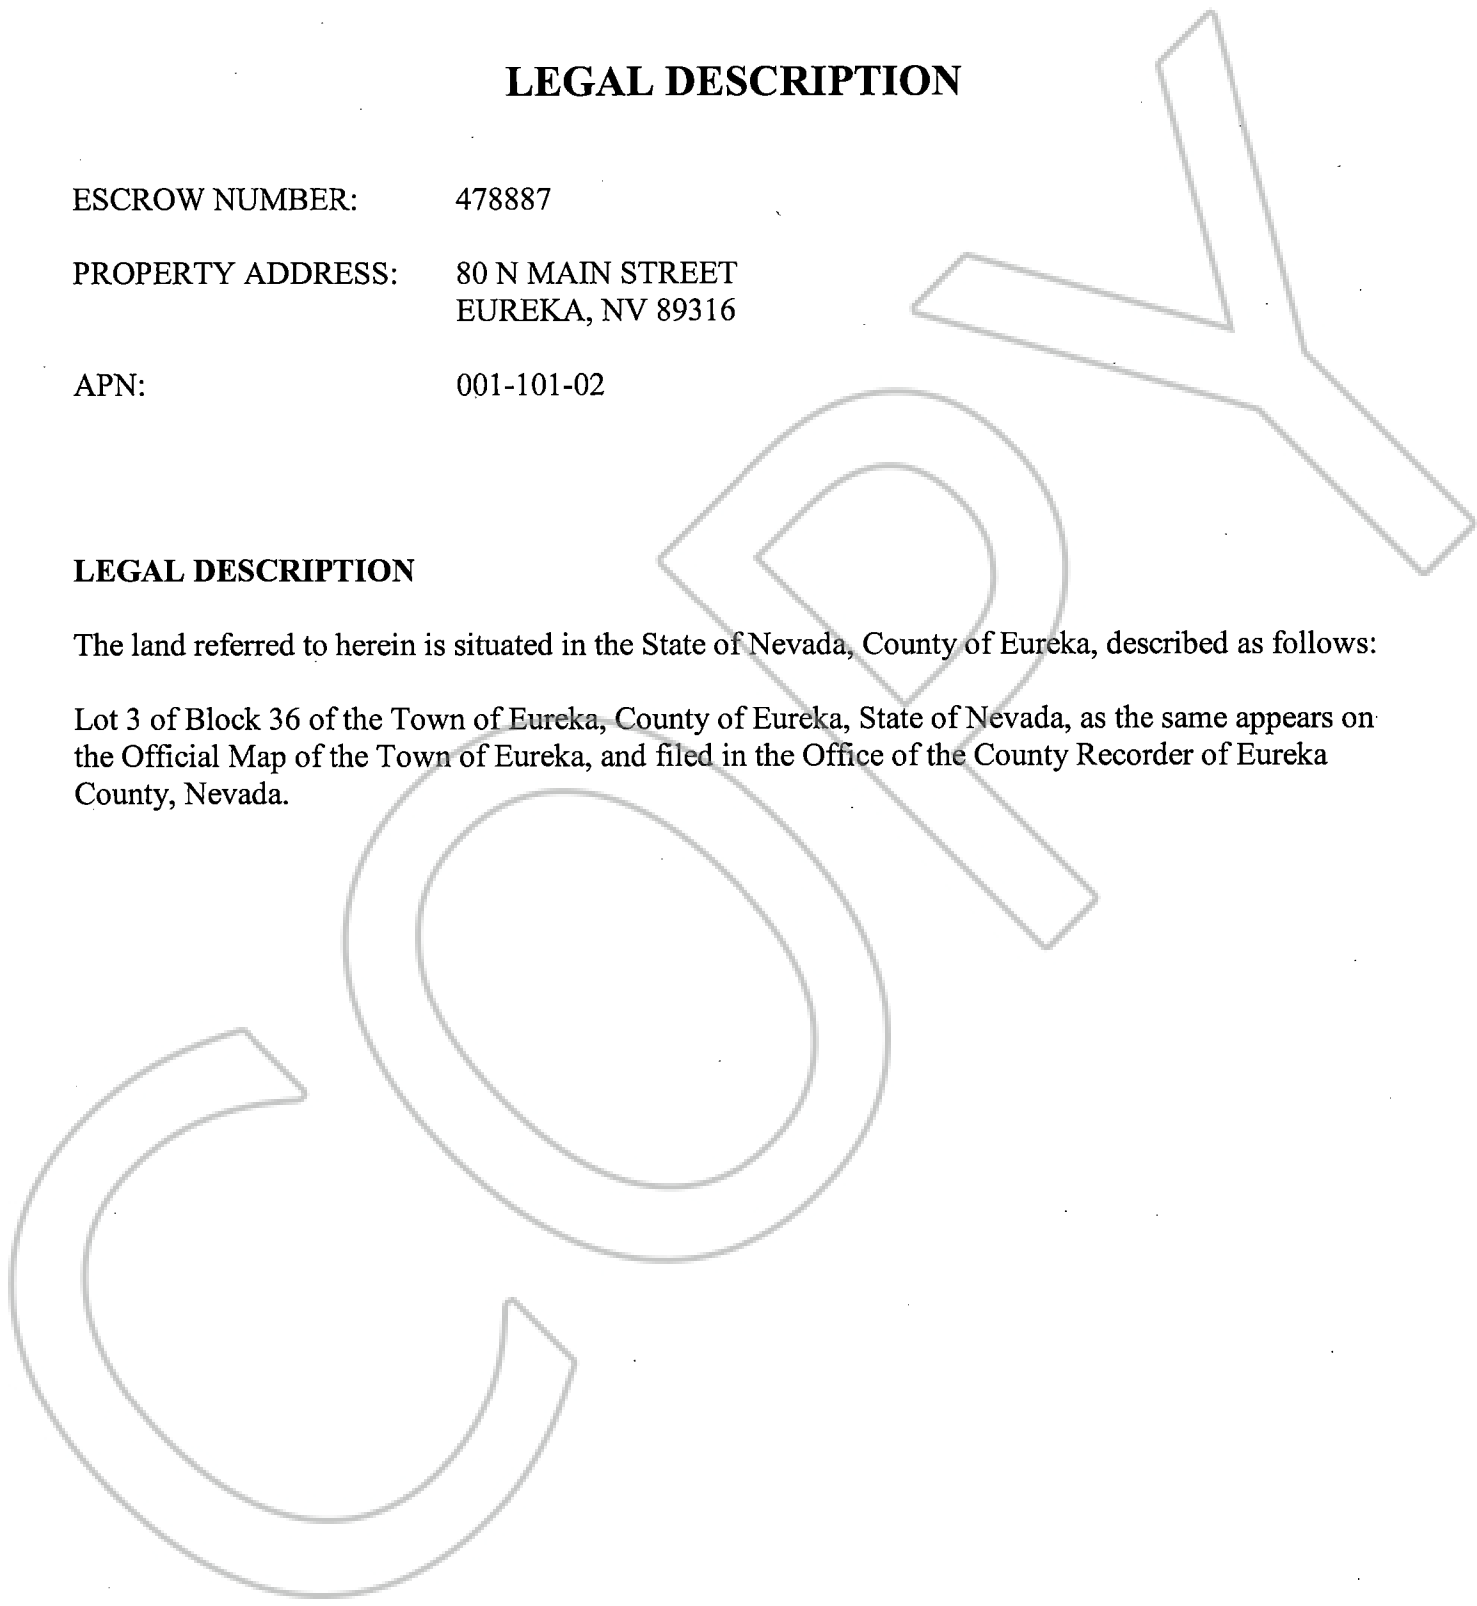 LEGAL DESCRIPTION
ESCROW NUMBER: 478887
PROPERTY ADDRESS: 80 N MAIN STREET
EUREKA, NV 89316
APN: 001-101-02
LEGAL DESCRIPTION
The land referred to herein is situated in the State of Nevada, County of Eureka, described as follows:
Lot 3 of Block 36 of the Town of Eureka, County of Eureka, State of Nevada, as the same appears on
the Official Map of the Town of Eureka, and filed in the Office of the County Recorder of Eureka
County, Nevada.
COPY